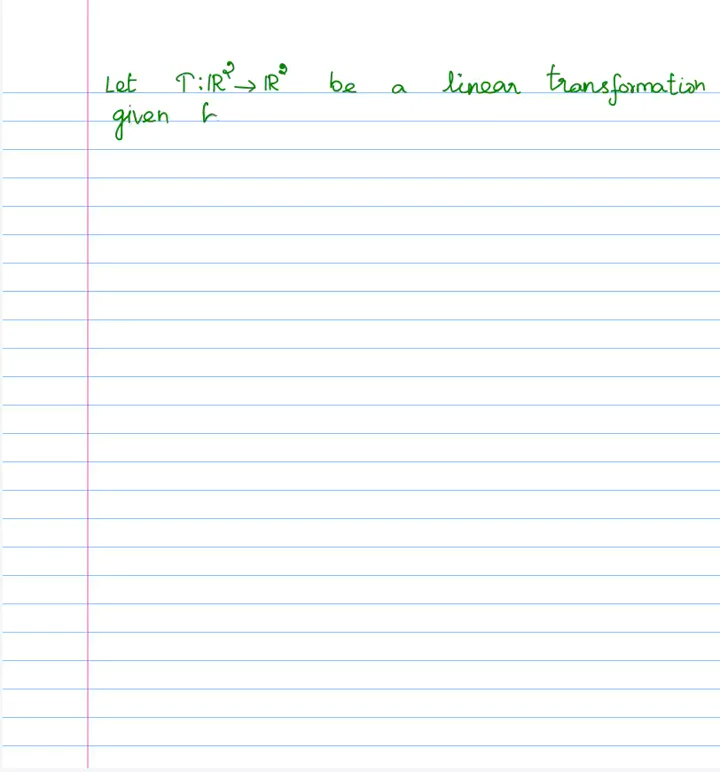 Let T:ℝ² → ℝ² be a linear transformation
given